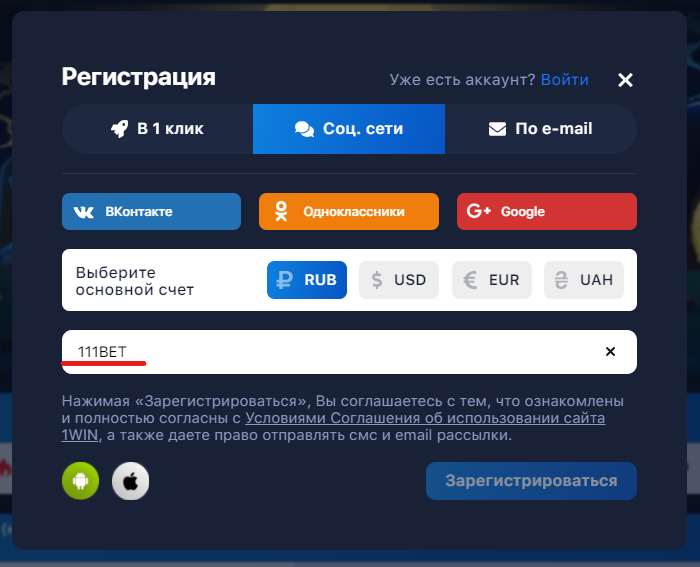 Регистрация
Уже есть аккаунт? Войти
В 1 клик
Соц. сети
По e-mail
ВКонтакте
Одноклассники
G+ Google
Выберите
основной счет
₽ RUB
$ USD
€ EUR
₴ UAH
111BET
Нажимая «Зарегистрироваться», Вы соглашаетесь с тем, что ознакомлены
и полностью согласны с Условиями Соглашения об использовании сайта
1WIN, а также даете право отправлять смс и email рассылки.
Зарегистрироваться